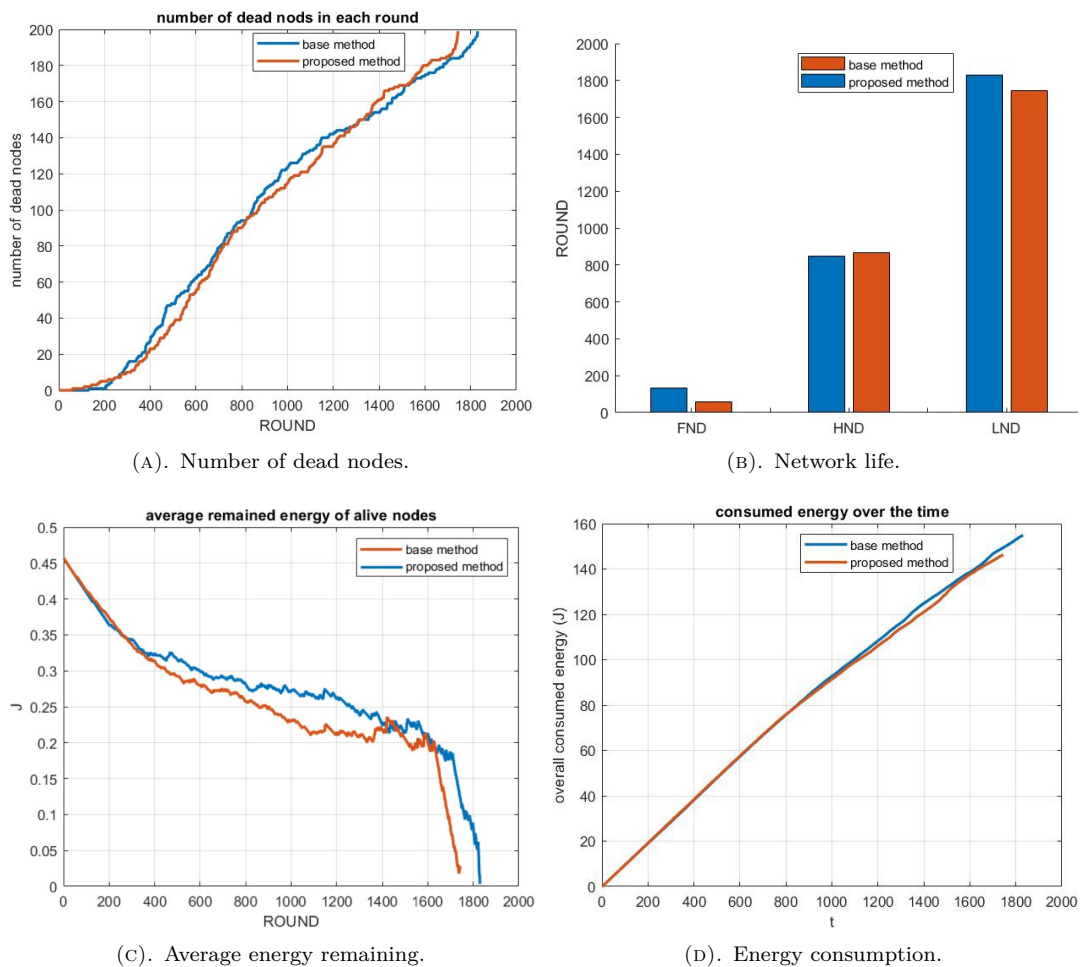 number of dead nods in each round
200
180
160
140
120
100
80
60
40
20
0
number of dead nodes
base method
proposed method
0 200 400 600 800 1000 1200 1400 1600 1800 2000
ROUND
(A). Number of dead nodes.
2000
1800
1600
1400
1200
1000
800
600
400
200
0
ROUND
base method
proposed method
FND HND LND
(B). Network life.
average remained energy of alive nodes
0.5
0.45
0.4
0.35
0.3
0.25
0.2
0.15
0.1
0.05
0
J
base method
proposed method
0 200 400 600 800 1000 1200 1400 1600 1800 2000
ROUND
(C). Average energy remaining.
consumed energy over the time
160
140
120
100
80
60
40
20
0
overall consumed energy (J)
base method
proposed method
0 200 400 600 800 1000 1200 1400 1600 1800 2000
t
(D). Energy consumption.